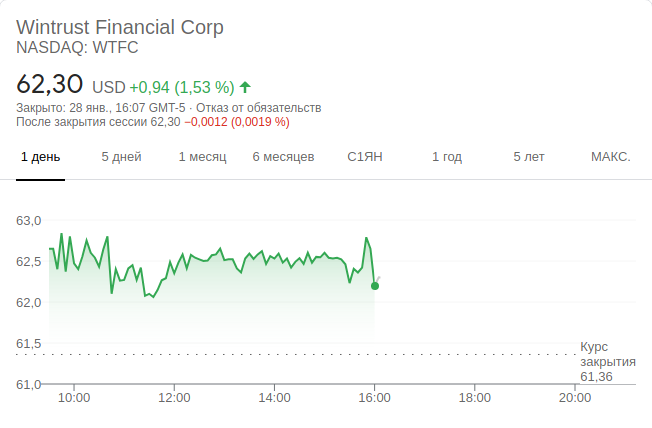 Wintrust Financial Corp
NASDAQ: WTFC
62,30 USD +0,94 (1,53 %)
Закрыто: 28 янв., 16:07 GMT-5 · Отказ от обязательств
После закрытия сессии 62,30 −0,0012 (0,0019 %)
1 день 5 дней 1 месяц 6 месяцев С1ЯН 1 год 5 лет МАКС.
63,0
62,5
62,0
61,5
Курс
закрытия
61,36
61,0
10:00 12:00 14:00 16:00 18:00 20:00